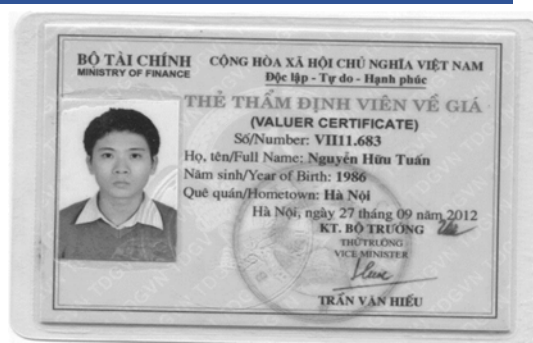 BỘ TÀI CHÍNH
MINISTRY OF FINANCE
CỘNG HÒA XÃ HỘI CHỦ NGHĨA VIỆT NAM
Độc lập - Tự do - Hạnh phúc
THẺ THẨM ĐỊNH VIÊN VỀ GIÁ
(VALUER CERTIFICATE)
Số/Number: VII11.683
Họ, tên/Full Name: Nguyễn Hữu Tuấn
Năm sinh/Year of Birth: 1986
Quê quán/Hometown: Hà Nội
Hà Nội, ngày 27 tháng 09 năm 2012
KT. BỘ TRƯỞNG
THỨ TRƯỞNG
VICE MINISTER
TRẦN VĂN HIẾU